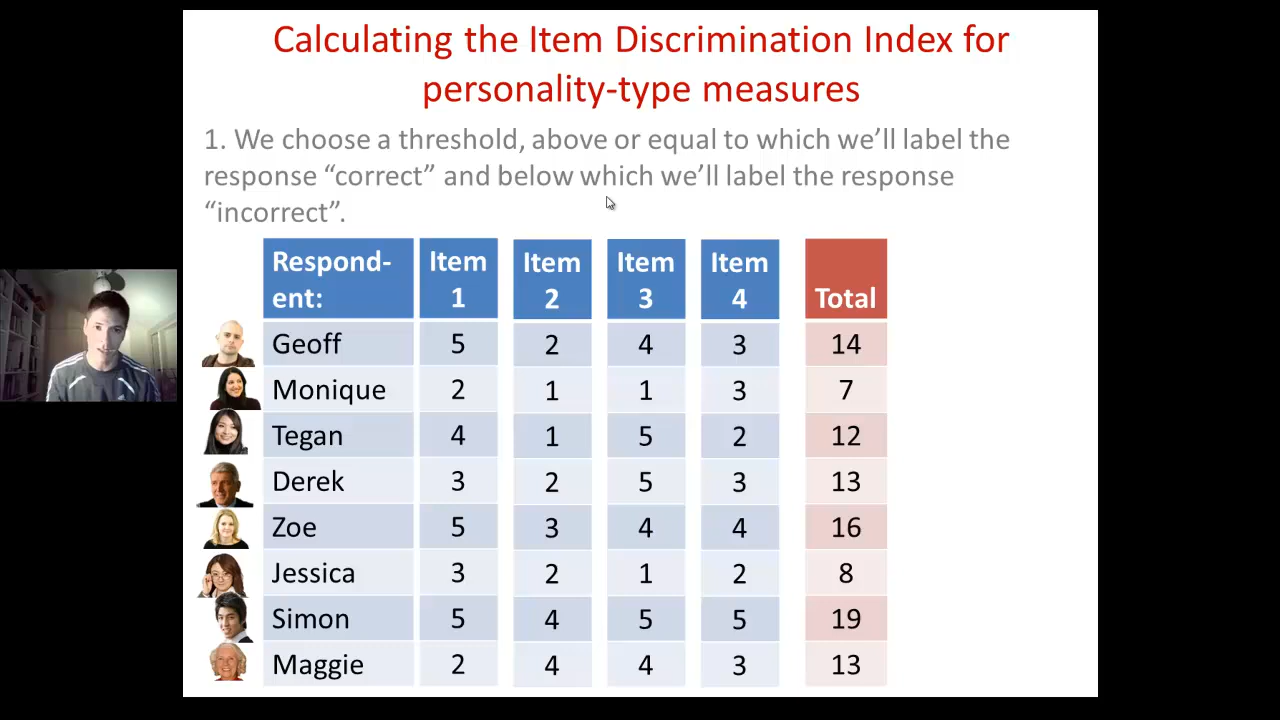 Calculating the Item Discrimination Index for
personality-type measures
1. We choose a threshold, above or equal to which we’ll label the
response “correct” and below which we’ll label the response
“incorrect”.
Respond-
ent:
Item
1
Item
2
Item
3
Item
4
Total
Geoff 5 2 4 3 14
Monique 2 1 1 3 7
Tegan 4 1 5 2 12
Derek 3 2 5 3 13
Zoe 5 3 4 4 16
Jessica 3 2 1 2 8
Simon 5 4 5 5 19
Maggie 2 4 4 3 13